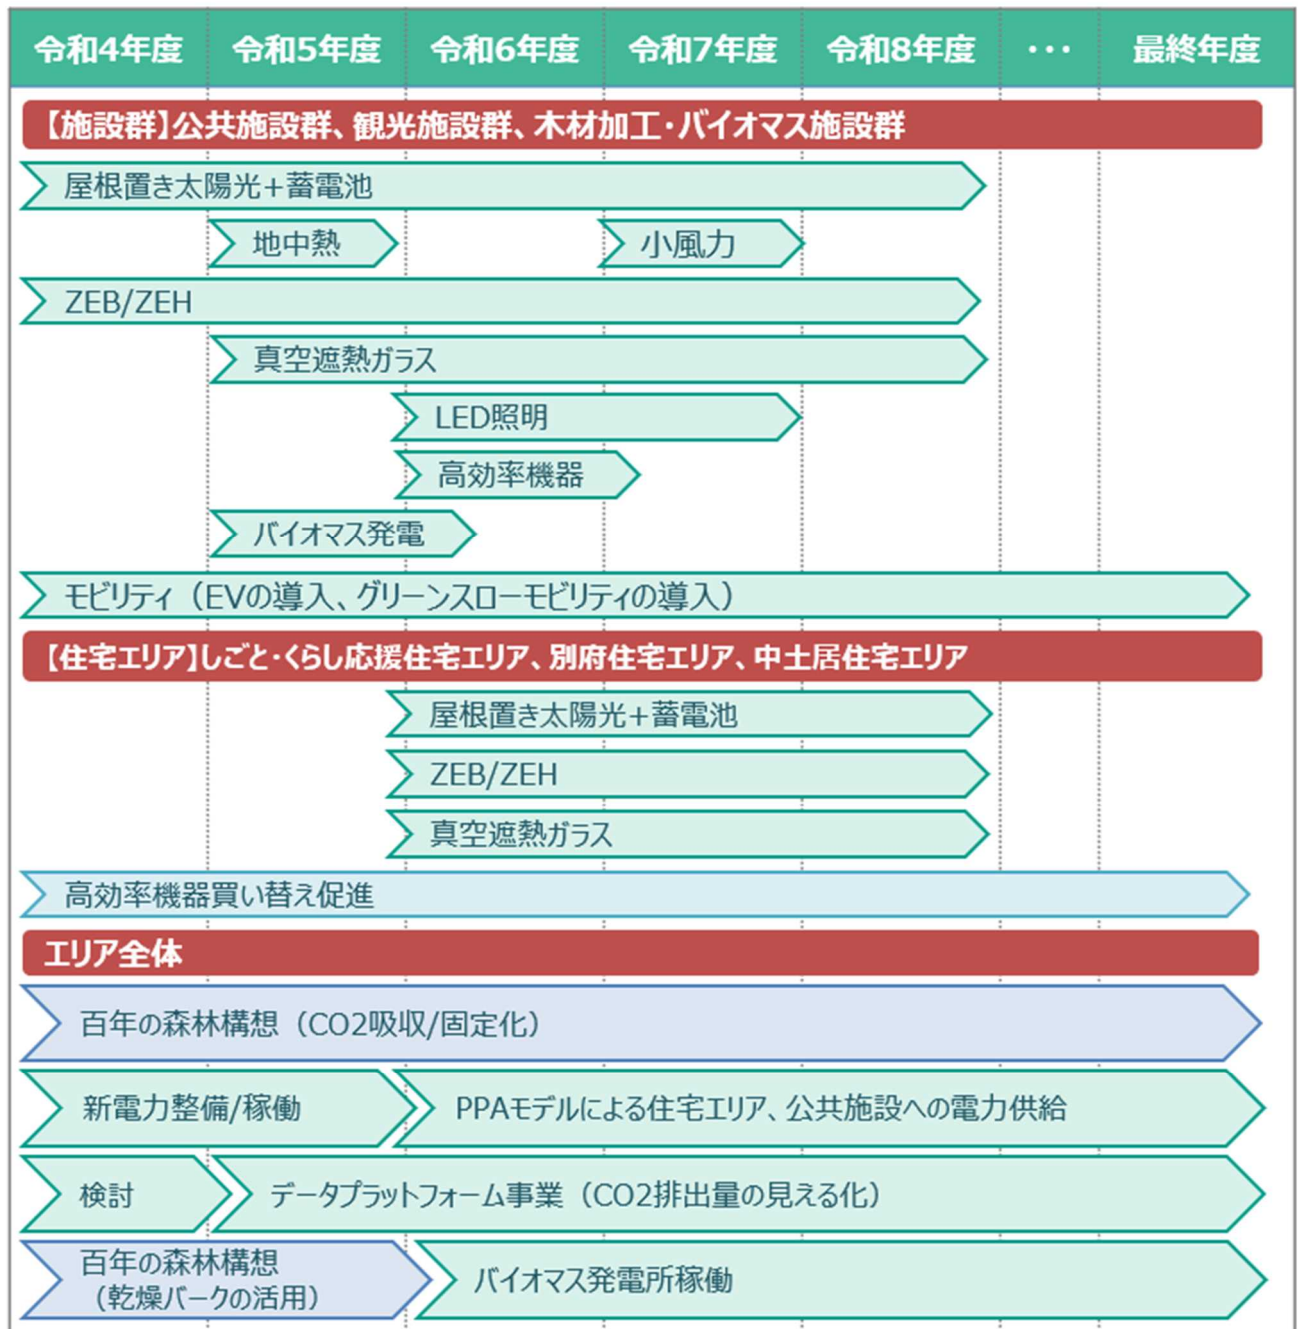 令和4年度 令和5年度 令和6年度 令和7年度 令和8年度 ・・・ 最終年度
【施設群】公共施設群、観光施設群、木材加工・バイオマス施設群
屋根置き太陽光+蓄電池
地中熱 小風力
ZEB/ZEH
真空遮熱ガラス
LED照明
高効率機器
バイオマス発電
モビリティ（EVの導入、グリーンスローモビリティの導入）
【住宅エリア】しごと・くらし応援住宅エリア、別府住宅エリア、中土居住宅エリア
屋根置き太陽光+蓄電池
ZEB/ZEH
真空遮熱ガラス
高効率機器買い替え促進
エリア全体
百年の森林構想（CO2吸収/固定化）
新電力整備/稼働 PPAモデルによる住宅エリア、公共施設への電力供給
検討 データプラットフォーム事業（CO2排出量の見える化）
百年の森林構想
（乾燥バークの活用） バイオマス発電所稼働